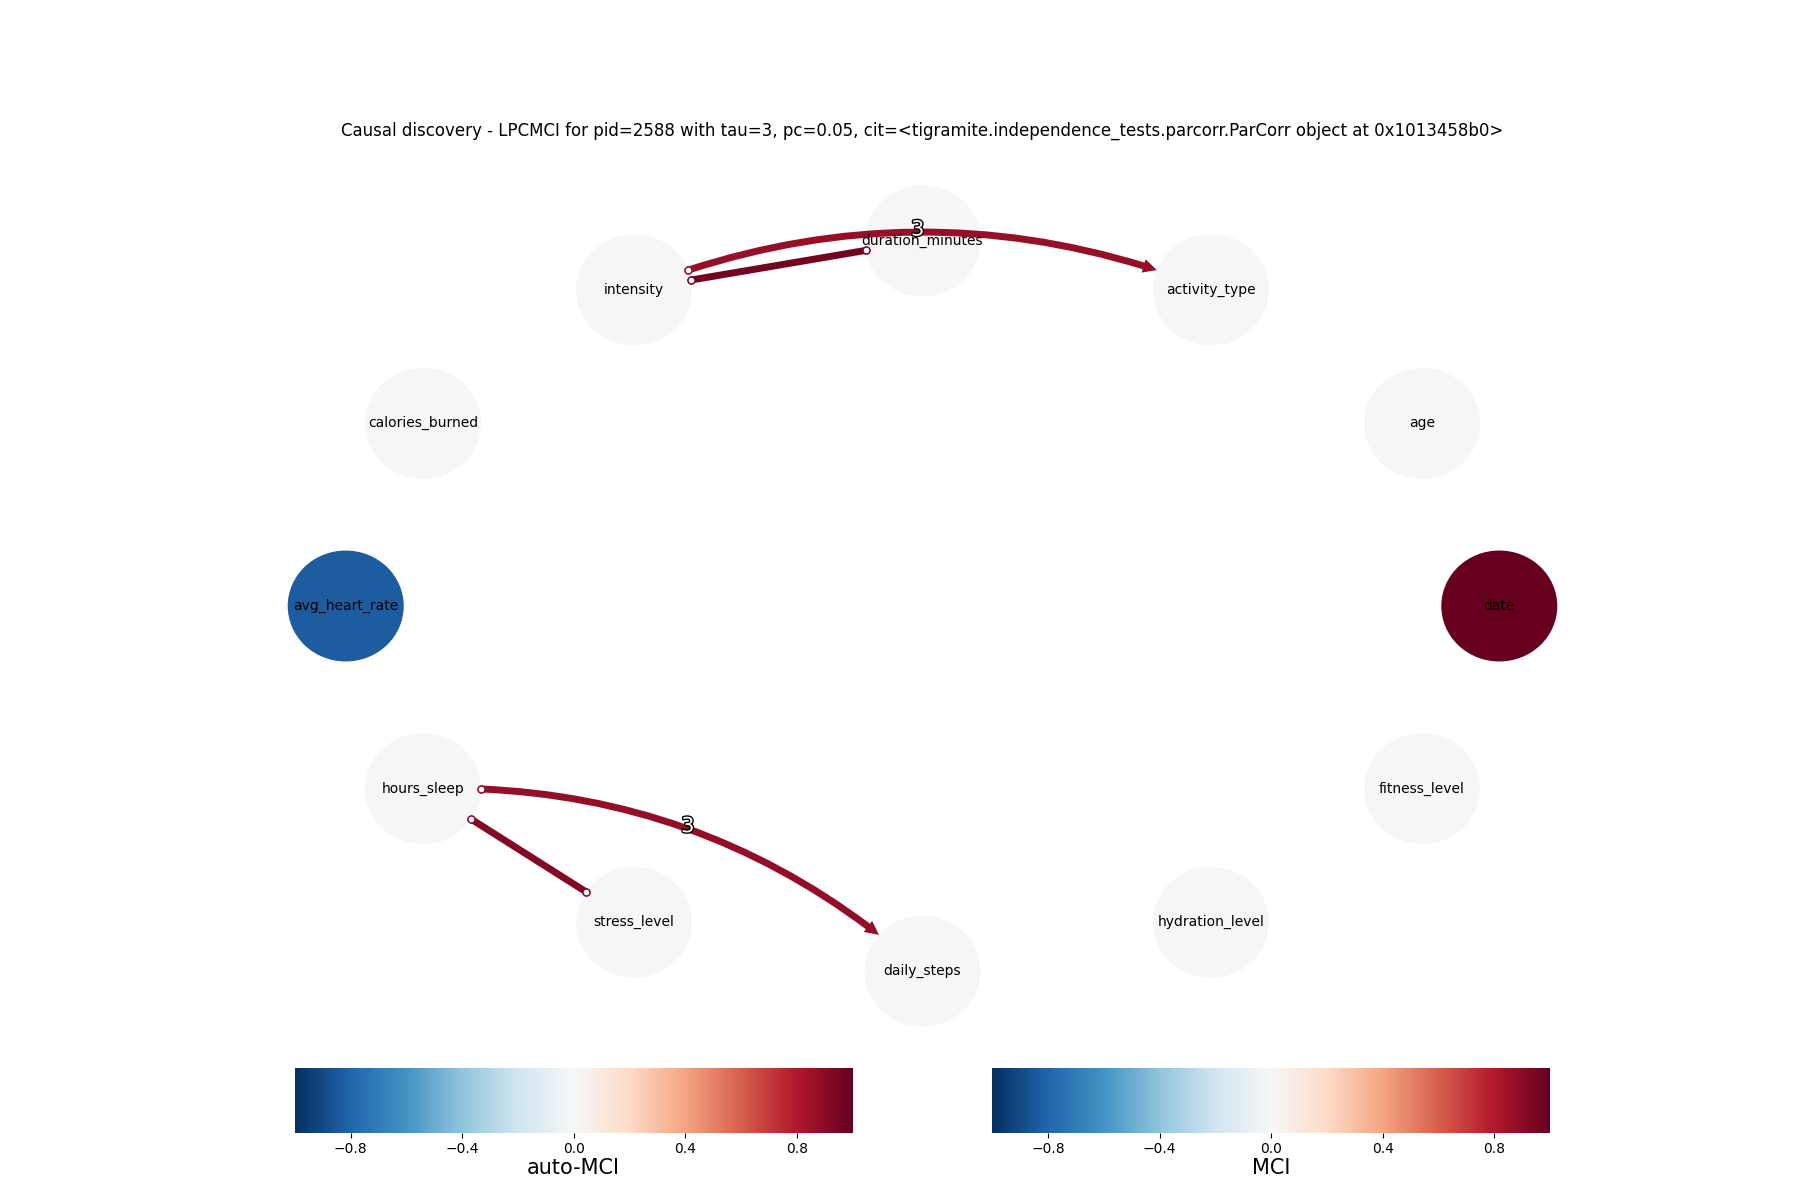 Causal discovery - LPCMCI for pid=2588 with tau=3, pc=0.05, cit=<tigramite.independence_tests.parcorr.ParCorr object at 0x1013458b0>
3
duration_minutes
intensity
activity_type
calories_burned
age
avg_heart_rate
date
hours_sleep
fitness_level
3
stress_level
hydration_level
daily_steps
−0.8 −0.4 0.0 0.4 0.8
auto-MCI
−0.8 −0.4 0.0 0.4 0.8
MCI